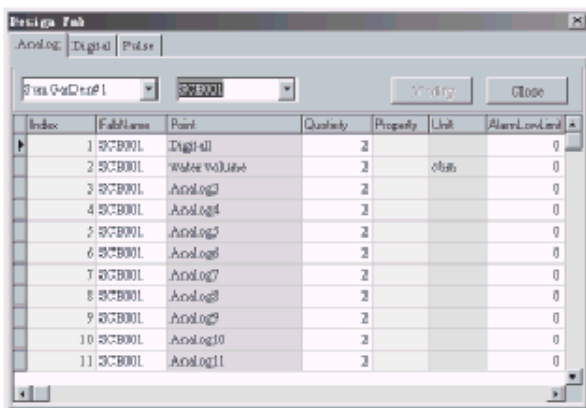 Design Fab
Analog Digital Pulse
SCB001 Modify Close
Index FabName Point Quotiety Property Unit AlarmLowLimit
1 SCB001 Digital1 2 0
2 SCB001 water volume 2 ohm 0
3 SCB001 Analog3 2 0
4 SCB001 Analog4 2 0
5 SCB001 Analog5 2 0
6 SCB001 Analog6 2 0
7 SCB001 Analog7 2 0
8 SCB001 Analog8 2 0
9 SCB001 Analog9 2 0
10 SCB001 Analog10 2 0
11 SCB001 Analog11 2 0